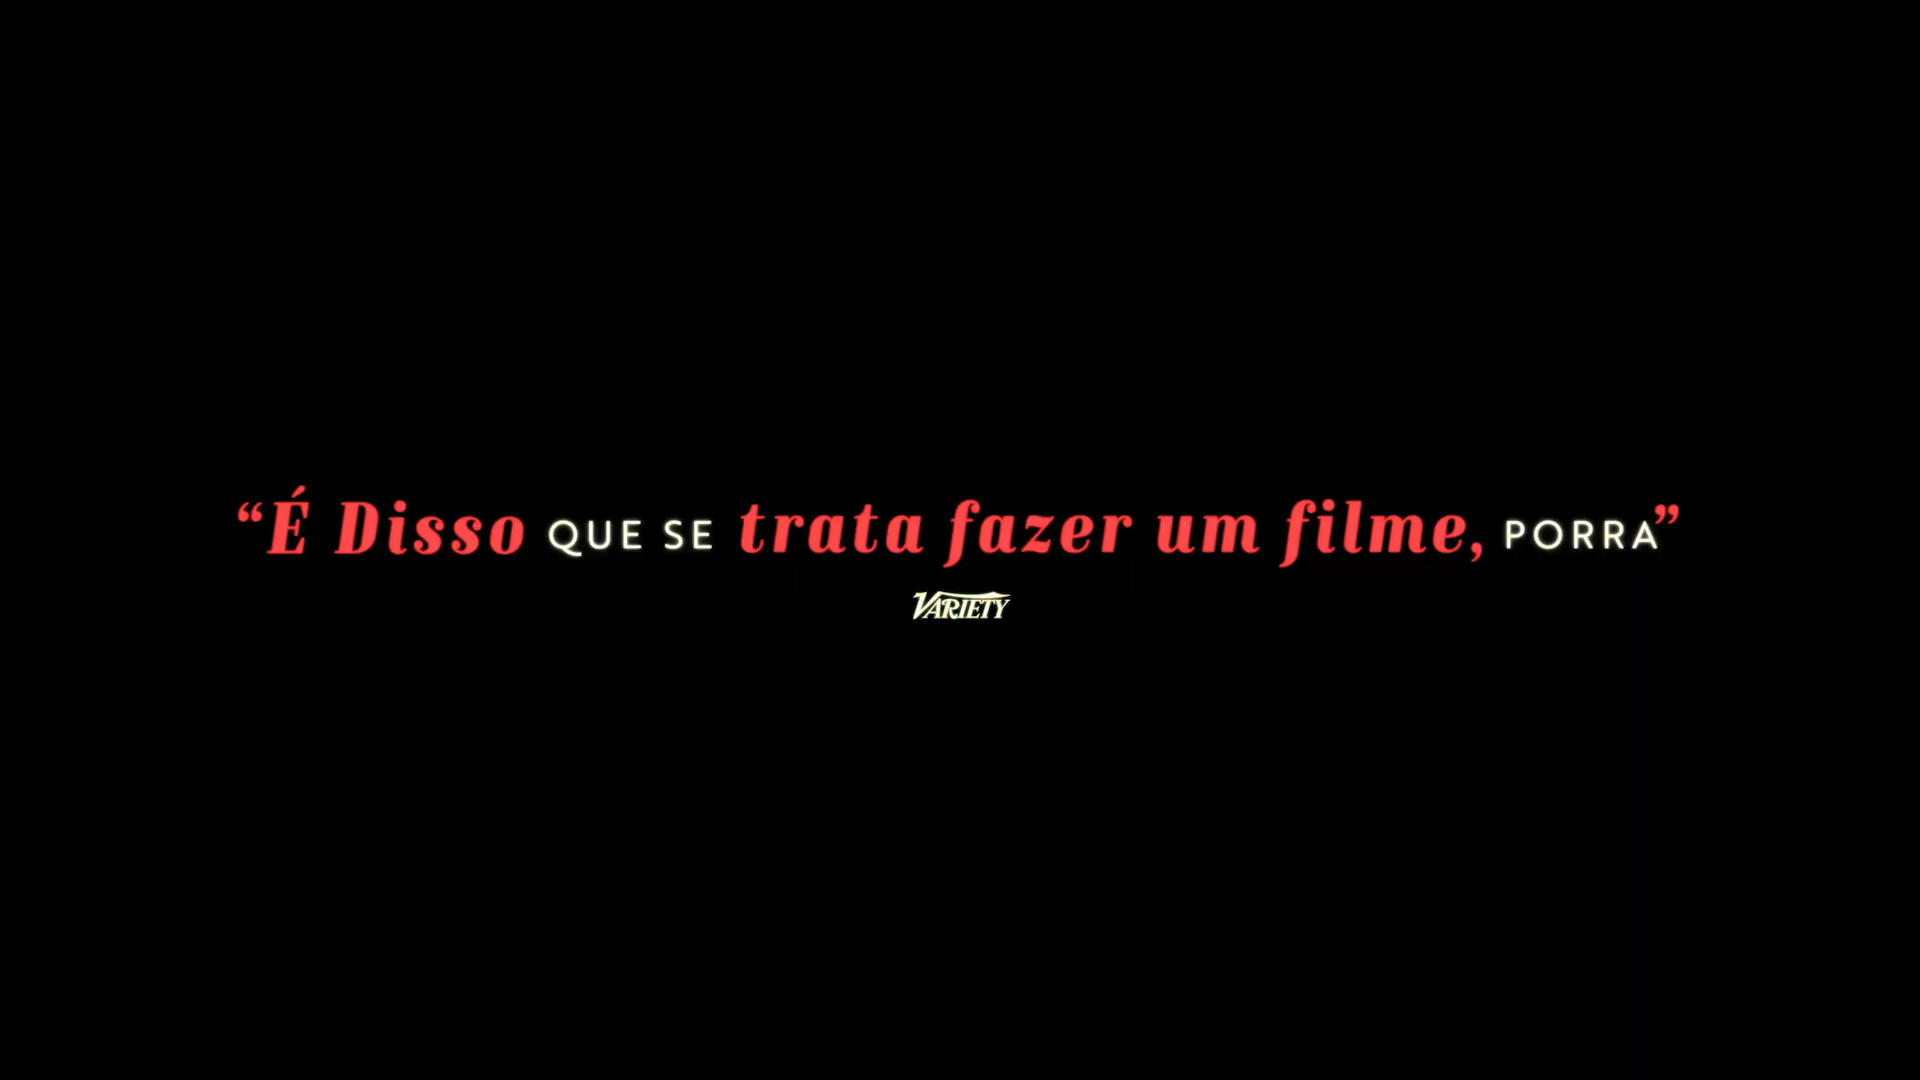 “É Disso QUE SE trata fazer um filme, PORRA”
VARIETY